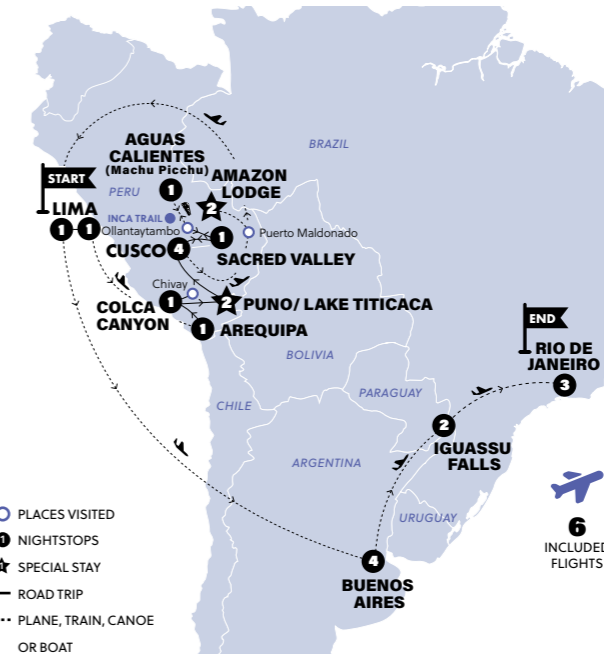 BRAZIL
AGUAS
CALIENTES
(Machu Picchu)
1
AMAZON
LODGE
2
START
PERU
LIMA
1 1
INCA TRAIL
Ollantaytambo
1
Puerto Maldonado
CUSCO 4
SACRED VALLEY
Chivay
COLCA
CANYON
1
2
PUNO/ LAKE TITICACA
1
AREQUIPA
END
RIO DE
JANEIRO
3
BOLIVIA
PARAGUAY
CHILE
2
IGUASSU
FALLS
ARGENTINA
URUGUAY
6
INCLUDED
FLIGHTS
4
BUENOS
AIRES
PLACES VISITED
1 NIGHTSTOPS
SPECIAL STAY
ROAD TRIP
PLANE, TRAIN, CANOE
OR BOAT